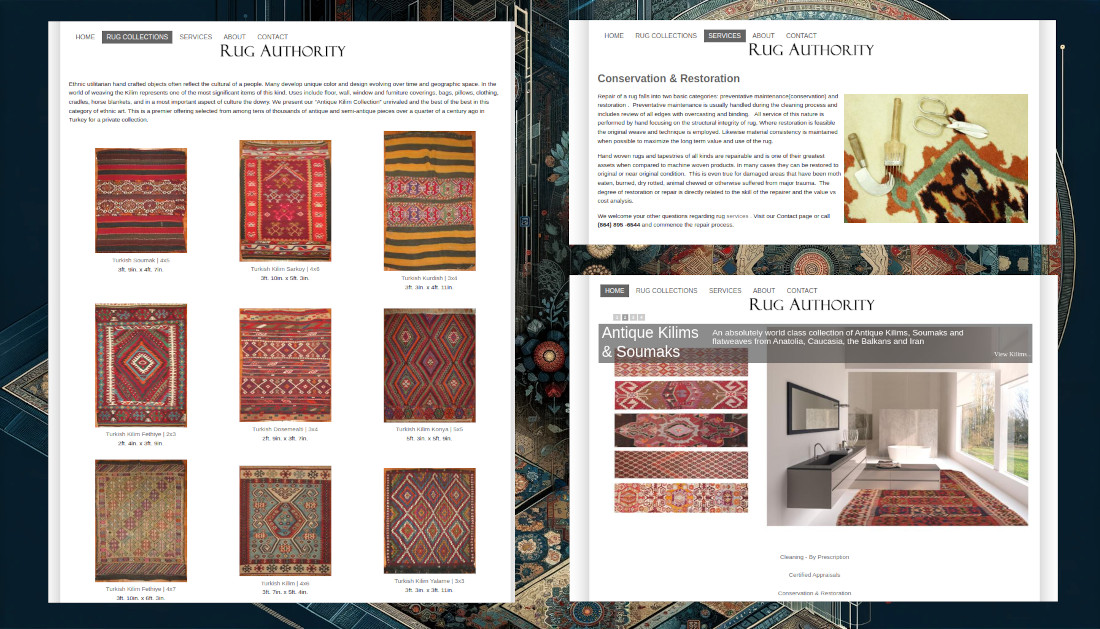 HOME RUG COLLECTIONS SERVICES ABOUT CONTACT
RUG AUTHORITY
Ethnic utilitarian hand crafted objects often reflect the cultural of a people. Many develop unique color and design evolving over time and geographic space. In the
world of weaving the Kilim represents one of the most significant items of this kind. Uses include floor, wall, window and furniture coverings, bags, pillows, clothing,
cradles, horse blankets, and in a most important aspect of culture the dowry. We present our "Antique Kilim Collection" unrivaled and the best of the best in this
category of ethnic art. This is a premier offering selected from among tens of thousands of antique and semi-antique pieces over a quarter of a century ago in
Turkey for a private collection.
Turkish Soumak | 4x5
3ft. 9in. x 4ft. 7in.
Turkish Kilim Sarkoy | 4x6
3ft. 10in. x 5ft. 3in.
Turkish Kurdish | 3x4
3ft. 3in. x 4ft. 11in.
Turkish Kilim Fethiye | 2x3
2ft. 4in. x 3ft. 9in.
Turkish Dosemealti | 3x4
2ft. 9in. x 3ft. 7in.
Turkish Kilim Konya | 5x5
5ft. 3in. x 5ft. 9in.
Turkish Kilim Fethiye | 4x7
3ft. 10in. x 6ft. 3in.
Turkish Kilim | 4x6
3ft. 7in. x 5ft. 4in.
Turkish Kilim Yalame | 3x3
3ft. x 3ft. 11in.
HOME RUG COLLECTIONS SERVICES ABOUT CONTACT
RUG AUTHORITY
Conservation & Restoration
Repair of a rug falls into two basic categories: preventative maintenance(conservation) and
restoration . Preventative maintenance is usually handled during the cleaning process and
includes review of all edges with overcasting and binding. All service of this nature is
performed by hand focusing on the structural integrity of rug. Where restoration is feasible
the original weave and technique is employed. Likewise material consistency is maintained
when possible to maximize the long term value and use of the rug.
Hand woven rugs and tapestries of all kinds are repairable and is one of their greatest
assets when compared to machine woven products. In many cases they can be restored to
original or near original condition. This is even true for damaged areas that have been moth
eaten, burned, dry rotted, animal chewed or otherwise suffered from major trauma. The
degree of restoration or repair is directly related to the skill of the repairer and the value vs
cost analysis.
We welcome your other questions regarding rug services . Visit our Contact page or call
(864) 895 -6544 and commence the repair process.
HOME RUG COLLECTIONS SERVICES ABOUT CONTACT
RUG AUTHORITY
1 2 3 4
Antique Kilims
& Soumaks
An absolutely world class collection of Antique Kilims, Soumaks and
flatweaves from Anatolia, Caucasia, the Balkans and Iran
View Kilims...
Cleaning - By Prescription
Certified Appraisals
Conservation & Restoration